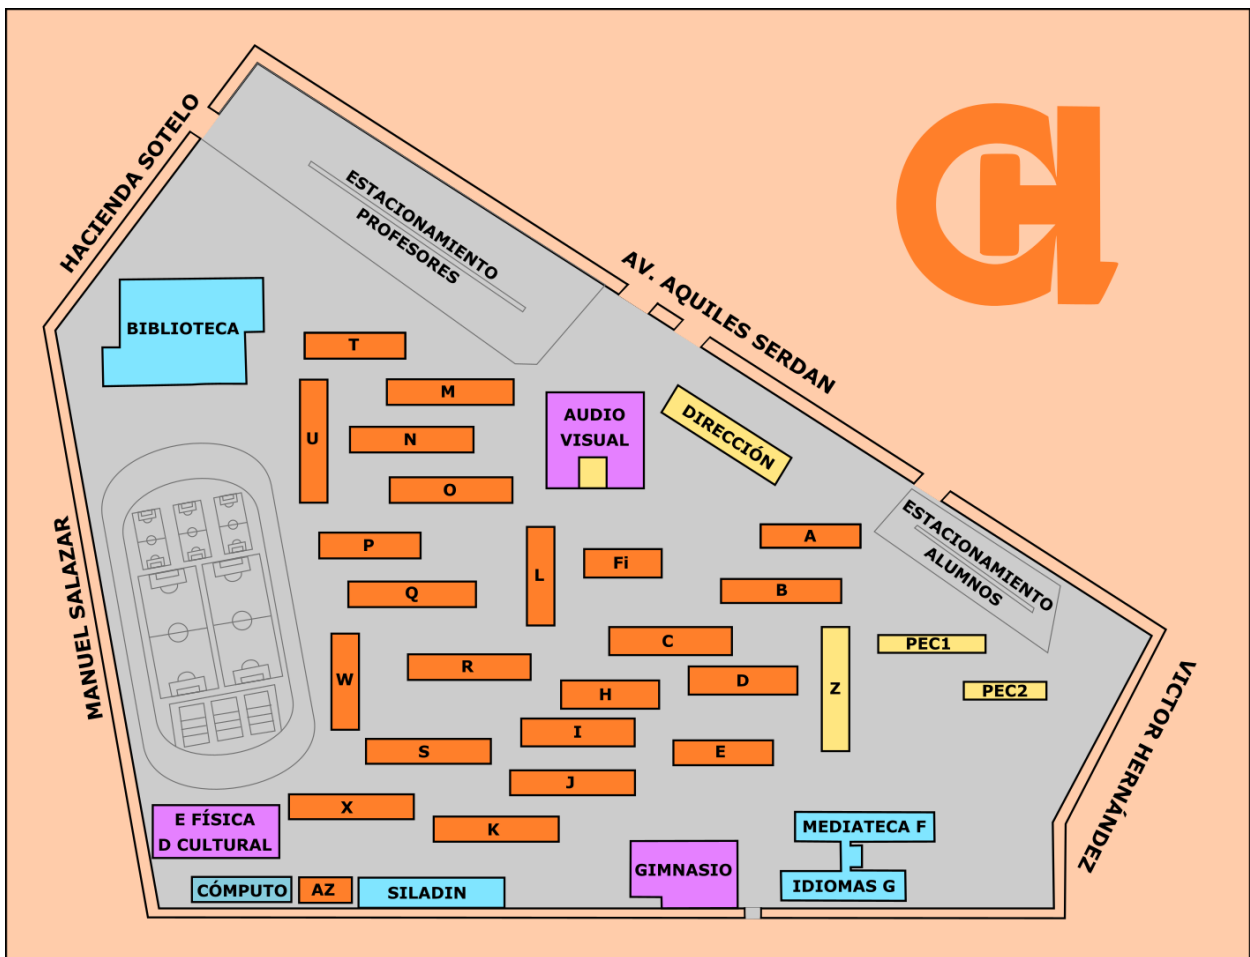 HACIENDA SOTELO
ESTACIONAMIENTO
PROFESORES
AV. AQUILES SERDAN
BIBLIOTECA
T
M
U
N
O
AUDIO
VISUAL
DIRECCIÓN
MANUEL SALAZAR
P
Q
L
Fi
A
B
ESTACIONAMIENTO
ALUMNOS
C
D
Z
PEC1
PEC2
VICTOR HERNÁNDEZ
W
R
H
I
E
S
J
X
K
E FÍSICA
D CULTURAL
CÓMPUTO
AZ
SILADIN
GIMNASIO
MEDIATECA F
IDIOMAS G